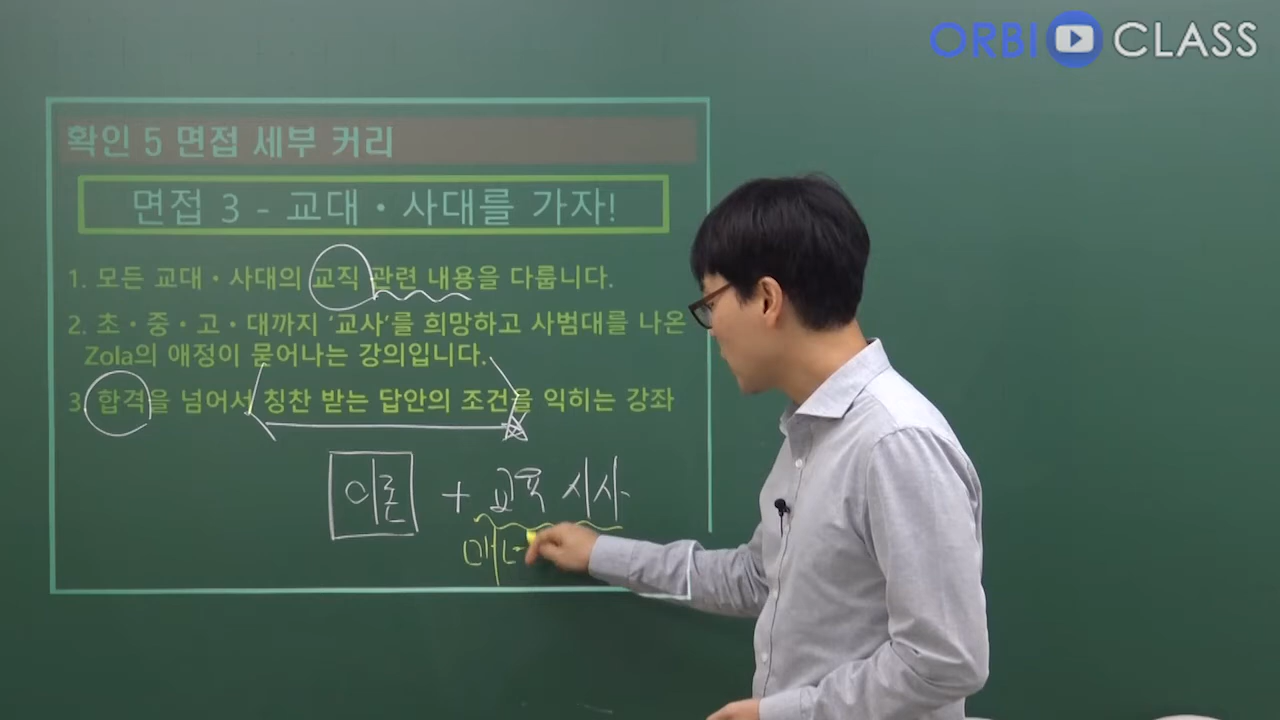 ORBI CLASS
확인 5 면접 세부 커리
면접 3 - 교대·사대를 가자!
1. 모든 교대·사대의 교직 관련 내용을 다룹니다.
2. 초·중·고·대까지 '교사'를 희망하고 사범대를 나온
Zola의 애정이 묻어나는 강의입니다.
3. 합격을 넘어서 칭찬 받는 답안의 조건을 익히는 강좌
이론 + 교육 시사